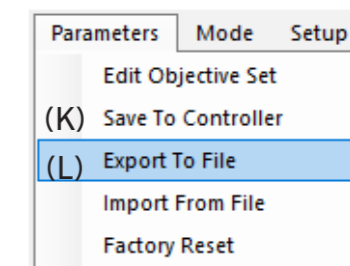 Parameters Mode Setup
Edit Objective Set
(K) Save To Controller
(L) Export To File
Import From File
Factory Reset